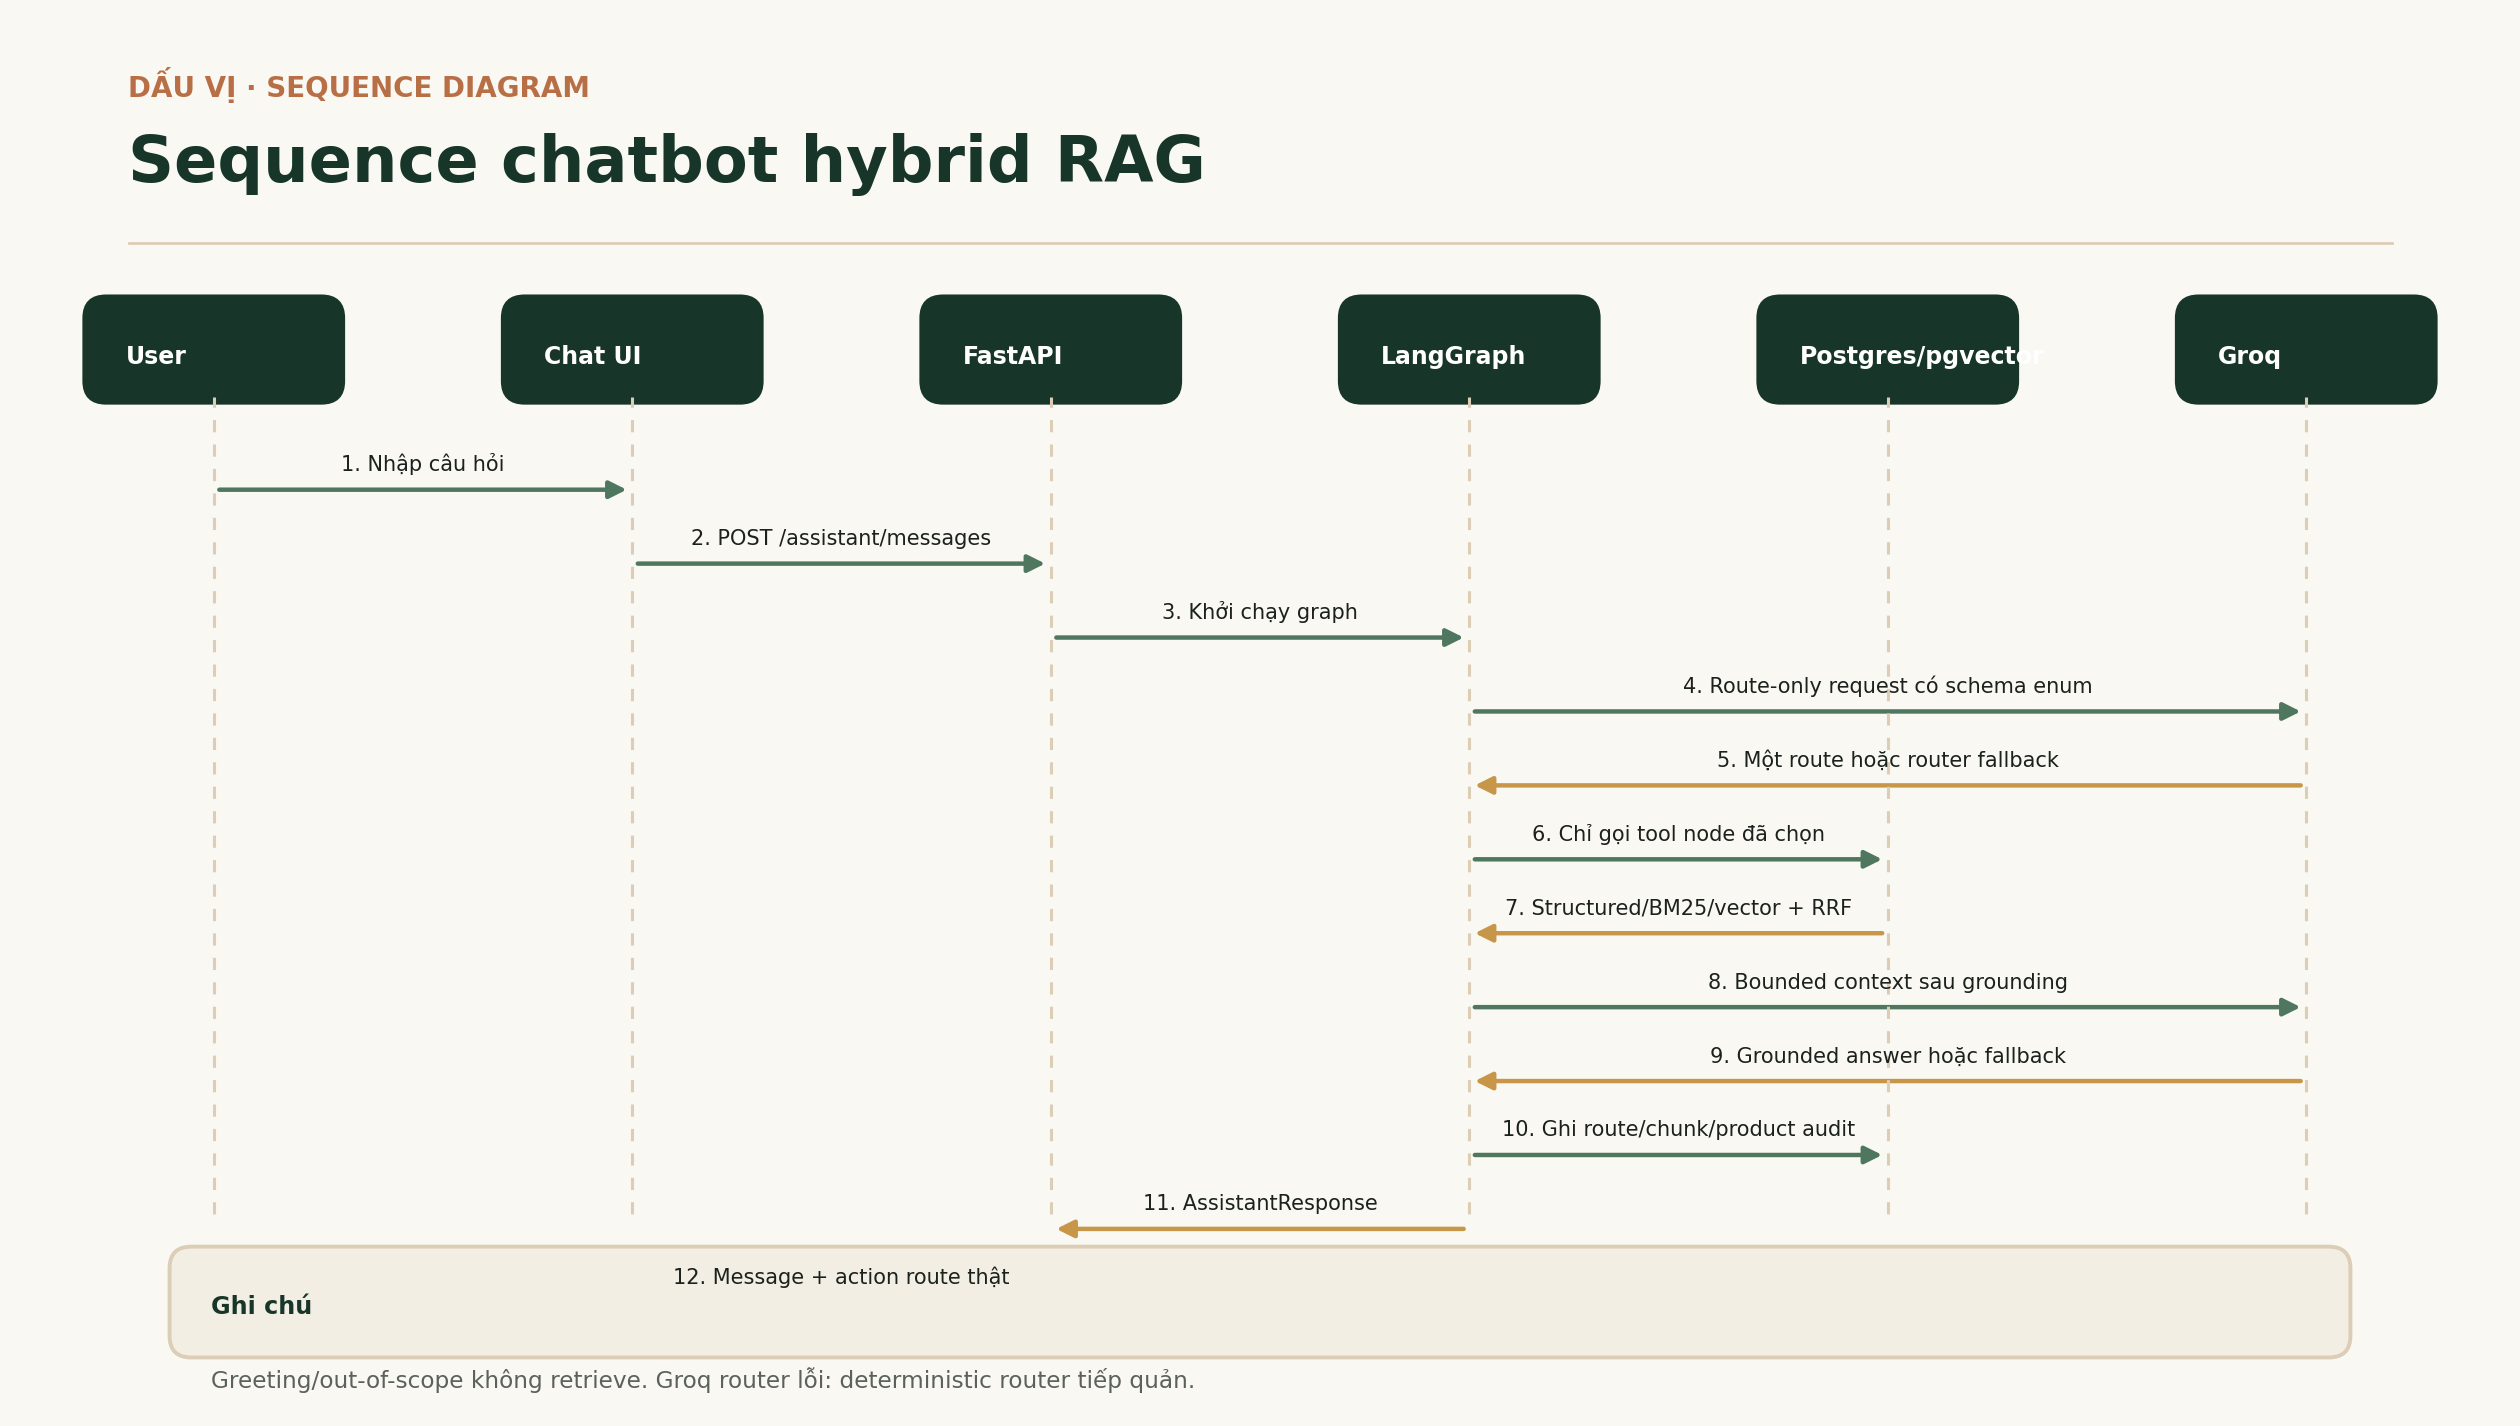 DẤU VỊ · SEQUENCE DIAGRAM
Sequence chatbot hybrid RAG
User
Chat UI
FastAPI
LangGraph
Postgres/pgvector
Groq
1. Nhập câu hỏi
2. POST /assistant/messages
3. Khởi chạy graph
4. Route-only request có schema enum
5. Một route hoặc router fallback
6. Chỉ gọi tool node đã chọn
7. Structured/BM25/vector + RRF
8. Bounded context sau grounding
9. Grounded answer hoặc fallback
10. Ghi route/chunk/product audit
11. AssistantResponse
12. Message + action route thật
Ghi chú
Greeting/out-of-scope không retrieve. Groq router lỗi: deterministic router tiếp quản.